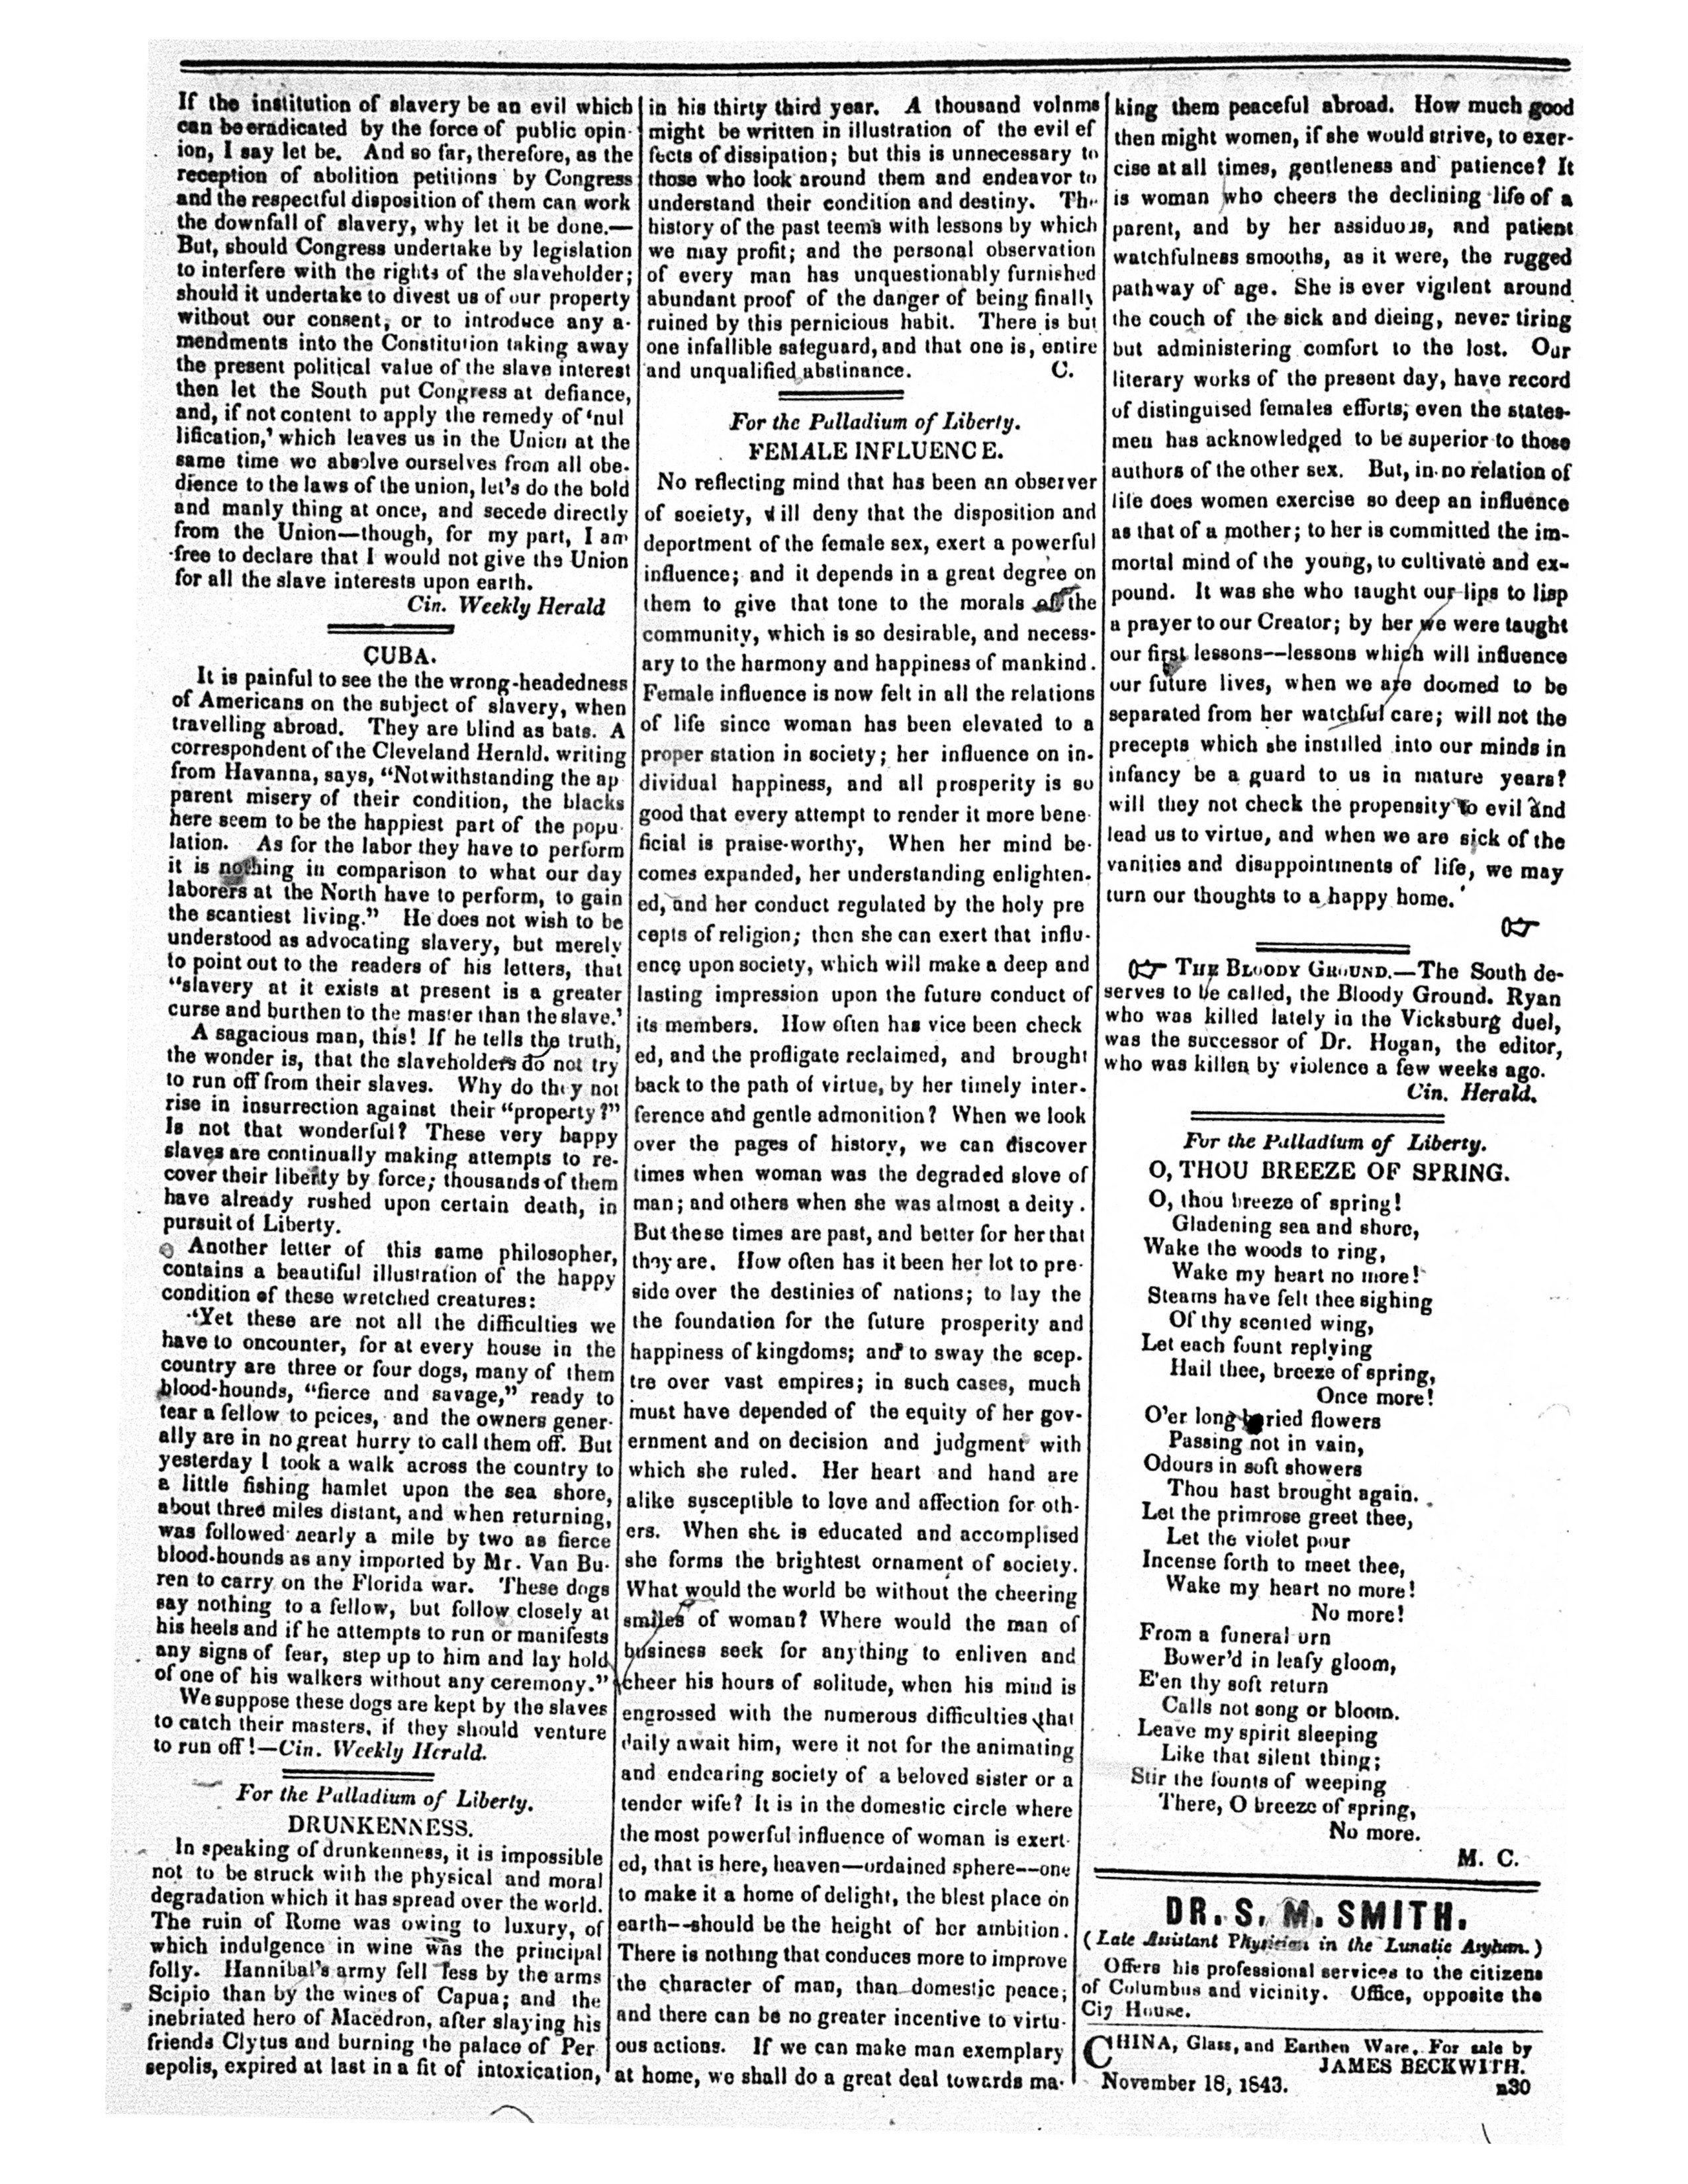 If the institution of slavery be an evil which
can be eradicated by the force of public opin-
ion, I say let be. And so far, therefore, as the
reception of abolition petitions by Congress
and the respectful disposition of them can work
the downfall of slavery, why let it be done.—
But, should Congress undertake by legislation
to interfere with the rights of the slaveholder;
should it undertake to divest us of our property
without our consent, or to introduce any a-
mendments into the Constitution taking away
the present political value of the slave interest
then let the South put Congress at defiance,
and, if not content to apply the remedy of 'nul
lification,' which leaves us in the Union at the
same time we absolve ourselves from all obe-
dience to the laws of the union, let's do the bold
and manly thing at once, and secede directly
from the Union—though, for my part, I am
free to declare that I would not give the Union
for all the slave interests upon earth.
Cin. Weekly Herald
CUBA.
It is painful to see the the wrong-headedness
of Americans on the subject of slavery, when
travelling abroad. They are blind as bats. A
correspondent of the Cleveland Herald. writing
from Havanna, says, "Notwithstanding the ap
parent misery of their condition, the blacks
here seem to be the happiest part of the popu
lation. As for the labor they have to perform
it is nothing in comparison to what our day
laborers at the North have to perform, to gain
the scantiest living." He does not wish to be
understood as advocating slavery, but merely
to point out to the readers of his letters, that
"slavery at it exists at present is a greater
curse and burthen to the master than the slave.'
A sagacious man, this! If he tells the truth,
the wonder is, that the slaveholders do not try
to run off from their slaves. Why do they not
rise in insurrection against their "property?"
Is not that wonderful? These very happy
slaves are continually making attempts to re-
cover their liberty by force; thousands of them
have already rushed upon certain death, in
pursuit of Liberty.
Another letter of this same philosopher,
contains a beautiful illustration of the happy
condition of these wretched creatures:
"Yet these are not all the difficulties we
have to oncounter, for at every house in the
country are three or four dogs, many of them
blood-hounds, "fierce and savage," ready to
tear a fellow to peices, and the owners gener-
ally are in no great hurry to call them off. But
yesterday I took a walk across the country to
a little fishing hamlet upon the sea shore,
about three miles distant, and when returning,
was followed nearly a mile by two as fierce
blood-hounds as any imported by Mr. Van Bu-
ren to carry on the Florida war. These dogs
say nothing to a fellow, but follow closely at
his heels and if he attempts to run or manifests
any signs of fear, step up to him and lay hold
of one of his walkers without any ceremony."
We suppose these dogs are kept by the slaves
to catch their masters, if they should venture
to run off!—Cin. Weekly Herald.
For the Palladium of Liberty.
DRUNKENNESS.
In speaking of drunkenness, it is impossible
not to be struck with the physical and moral
degradation which it has spread over the world.
The ruin of Rome was owing to luxury, of
which indulgence in wine was the principal
folly. Hannibal's army fell less by the arms
Scipio than by the wines of Capua; and the
inebriated hero of Macedron, after slaying his
friends Clytus and burning the palace of Per
sepolis, expired at last in a fit of intoxication,
in his thirty third year. A thousand volnms
might be written in illustration of the evil ef
fects of dissipation; but this is unnecessary to
those who look around them and endeavor to
understand their condition and destiny. The
history of the past teems with lessons by which
we may profit; and the personal observation
of every man has unquestionably furnished
abundant proof of the danger of being finally
ruined by this pernicious habit. There is but
one infallible safeguard, and that one is, entire
and unqualified abstinance. C.
For the Palladium of Liberty.
FEMALE INFLUENCE.
No reflecting mind that has been an observer
of society, will deny that the disposition and
deportment of the female sex, exert a powerful
influence; and it depends in a great degree on
them to give that tone to the morals of the
community, which is so desirable, and necess-
ary to the harmony and happiness of mankind.
Female influence is now felt in all the relations
of life since woman has been elevated to a
proper station in society; her influence on in-
dividual happiness, and all prosperity is so
good that every attempt to render it more bene-
ficial is praise-worthy, When her mind be-
comes expanded, her understanding enlighten-
ed, and her conduct regulated by the holy pre
cepts of religion; then she can exert that influ-
ence upon society, which will make a deep and
lasting impression upon the future conduct of
its members. How often has vice been check
ed, and the profligate reclaimed, and brought
back to the path of virtue, by her timely inter-
ference and gentle admonition? When we look
over the pages of history, we can discover
times when woman was the degraded slove of
man; and others when she was almost a deity.
But these times are past, and better for her that
they are. How often has it been her lot to pre-
side over the destinies of nations; to lay the
the foundation for the future prosperity and
happiness of kingdoms; and to sway the scep-
tre over vast empires; in such cases, much
must have depended of the equity of her gov-
ernment and on decision and judgment with
which she ruled. Her heart and hand are
alike susceptible to love and affection for oth-
ers. When she is educated and accomplised
she forms the brightest ornament of society.
What would the world be without the cheering
smiles of woman? Where would the man of
business seek for anything to enliven and
cheer his hours of solitude, when his mind is
engrossed with the numerous difficulties that
daily await him, were it not for the animating
and endearing society of a beloved sister or a
tender wife? It is in the domestic circle where
the most powerful influence of woman is exert-
ed, that is here, heaven—ordained sphere--one
to make it a home of delight, the blest place on
earth--should be the height of her ambition.
There is nothing that conduces more to improve
the character of man, than domestic peace;
and there can be no greater incentive to virtu-
ous actions. If we can make man exemplary
at home, we shall do a great deal towards ma-
king them peaceful abroad. How much good
then might women, if she would strive, to exer-
cise at all times, gentleness and patience? It
is woman who cheers the declining life of a
parent, and by her assiduous, and patient
watchfulness smooths, as it were, the rugged
pathway of age. She is ever vigilent around
the couch of the sick and dieing, never tiring
but administering comfort to the lost. Our
literary works of the present day, have record
of distinguised females efforts; even the states-
men has acknowledged to be superior to those
authors of the other sex. But, in no relation of
life does women exercise so deep an influence
as that of a mother; to her is committed the im-
mortal mind of the young, to cultivate and ex-
pound. It was she who taught our lips to lisp
a prayer to our Creator; by her we were taught
our first lessons--lessons which will influence
our future lives, when we are doomed to be
separated from her watchful care; will not the
precepts which she instilled into our minds in
infancy be a guard to us in mature years?
will they not check the propensity to evil and
lead us to virtue, and when we are sick of the
vanities and disappointments of life, we may
turn our thoughts to a happy home.'
☞
☞ THE BLOODY GROUND.—The South de-
serves to be called, the Bloody Ground. Ryan
who was killed lately in the Vicksburg duel,
was the successor of Dr. Hogan, the editor,
who was killen by violence a few weeks ago.
Cin. Herald.
For the Palladium of Liberty.
O, THOU BREEZE OF SPRING.
O, thou breeze of spring!
Gladening sea and shore,
Wake the woods to ring,
Wake my heart no more!
Steams have felt thee sighing
Of thy scented wing,
Let each fount replying
Hail thee, breeze of spring,
Once more!
O'er long buried flowers
Passing not in vain,
Odours in soft showers
Thou hast brought again.
Let the primrose greet thee,
Let the violet pour
Incense forth to meet thee,
Wake my heart no more!
No more!
From a funeral urn
Bower'd in leafy gloom,
E'en thy soft return
Calls not song or bloom.
Leave my spirit sleeping
Like that silent thing;
Stir the founts of weeping
There, O breeze of spring,
No more.
M. C.
DR. S. M. SMITH.
(Late Assistant Physician in the Lunatic Asylum.)
Offers his professional services to the citizens
of Columbus and vicinity. Office, opposite the
City House.
CHINA, Glass, and Earthen Ware. For sale by
JAMES BECKWITH.
November 18, 1843. n30